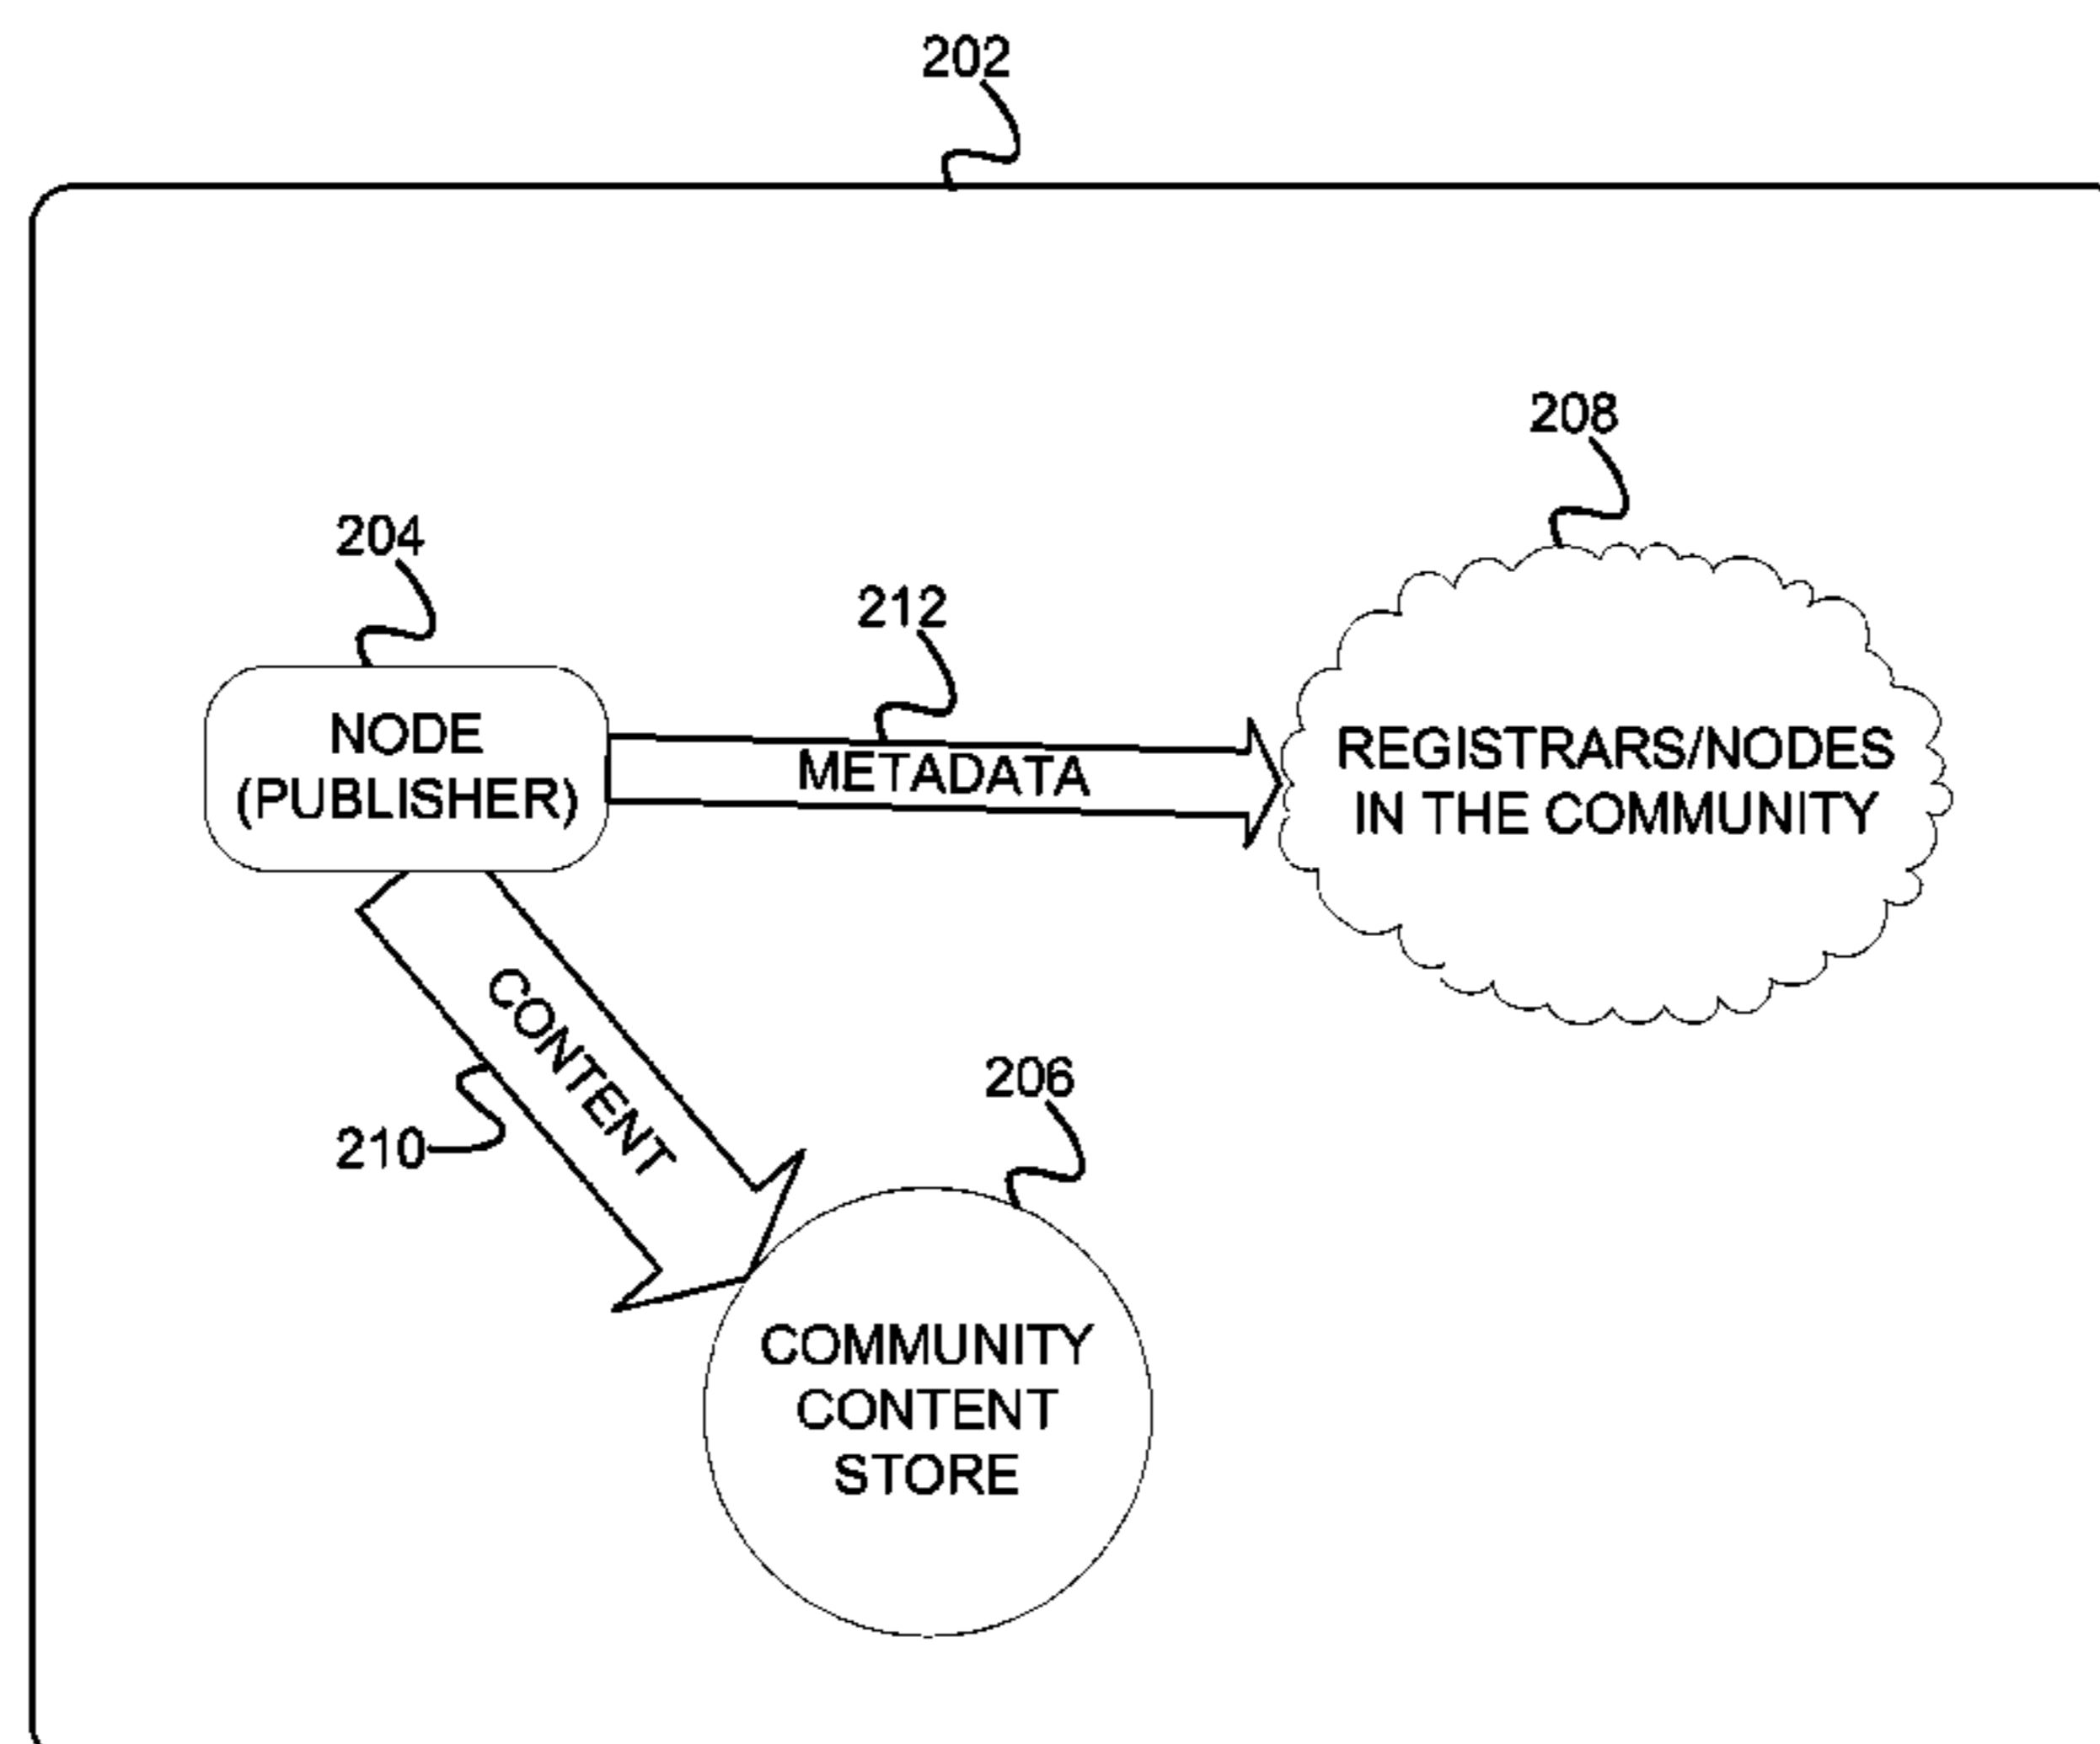 202
208
204
212
NODE
(PUBLISHER)
METADATA
REGISTRARS/NODES
IN THE COMMUNITY
CONTENT
210
206
COMMUNITY
CONTENT
STORE